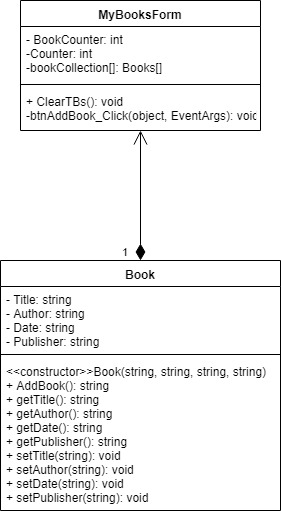 MyBooksForm
- BookCounter: int
-Counter: int
-bookCollection[]: Books[]
+ ClearTBs(): void
-btnAddBook_Click(object, EventArgs): void
1
Book
- Title: string
- Author: string
- Date: string
- Publisher: string
<<constructor>>Book(string, string, string, string)
+ AddBook(): string
+ getTitle(): string
+ getAuthor(): string
+ getDate(): string
+ getPublisher(): string
+ setTitle(string): void
+ setAuthor(string): void
+ setDate(string): void
+ setPublisher(string): void